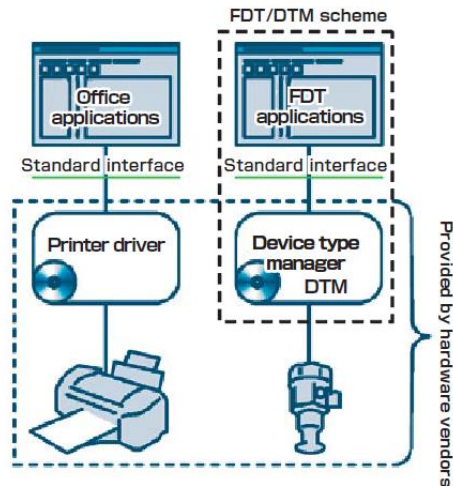 FDT/DTM scheme
Office
applications
FDT
applications
Standard interface
Standard interface
Printer driver
Device type
manager
DTM
Provided by hardware vendors